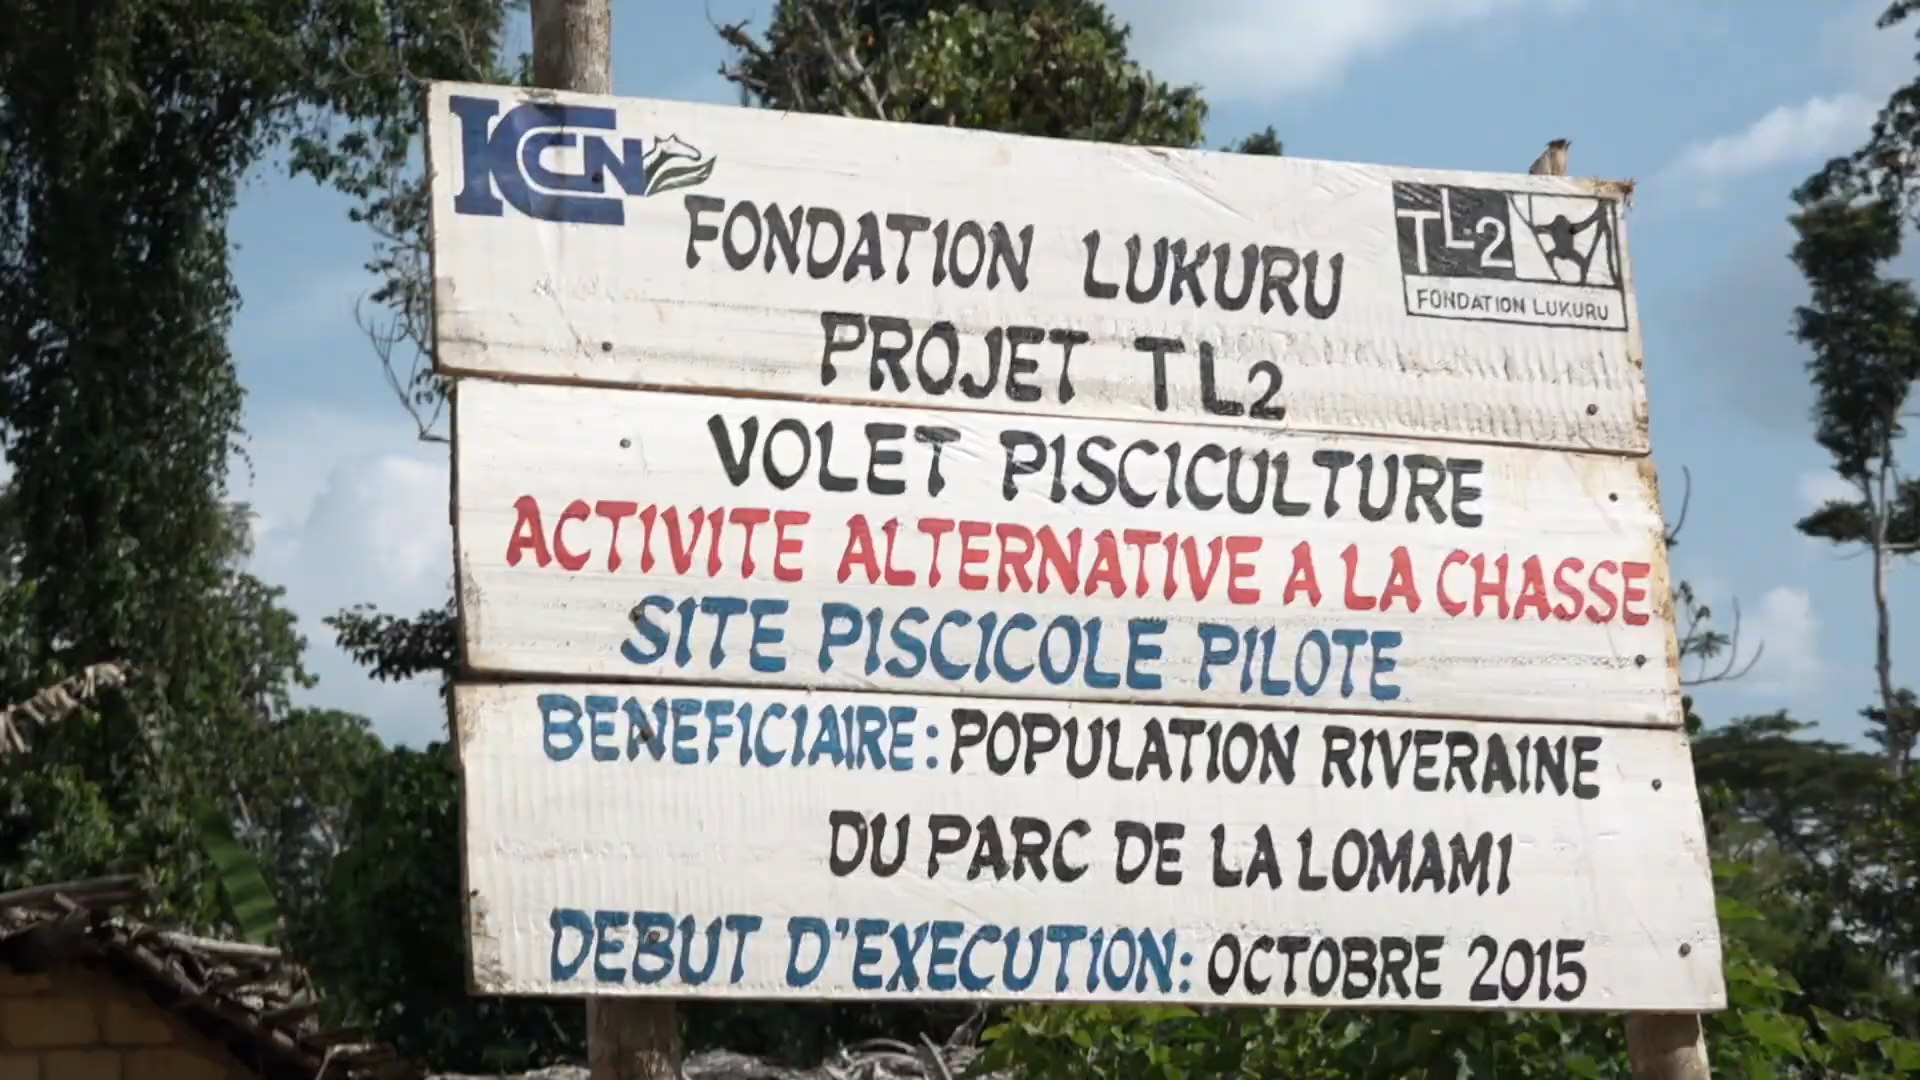 ICCN
FONDATION LUKURU
TL2
FONDATION LUKURU
PROJET TL2
VOLET PISCICULTURE
ACTIVITE ALTERNATIVE A LA CHASSE
SITE PISCICOLE PILOTE
BENEFICIAIRE: POPULATION RIVERAINE
DU PARC DE LA LOMAMI
DEBUT D'EXECUTION: OCTOBRE 2015